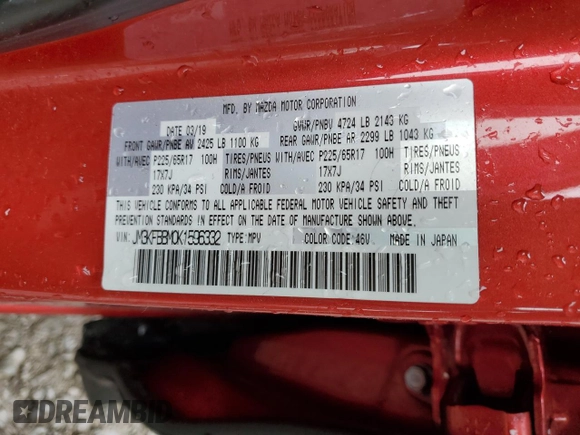 MFD. BY MAZDA MOTOR CORPORATION
DATE 03/19 GVWR/PNBV 4724 LB 2143 KG
FRONT GAWR/PNBE AV 2425 LB 1100 KG REAR GAWR/PNBE AR 2299 LB 1043 KG
WITH/AVEC P225/65R17 100H TIRES/PNEUS WITH/AVEC P225/65R17 100H TIRES/PNEUS
17X7J RIMS/JANTES 17X7J RIMS/JANTES
230 KPA/34 PSI COLD/A FROID 230 KPA/34 PSI COLD/A FROID
THIS VEHICLE CONFORMS TO ALL APPLICABLE FEDERAL MOTOR VEHICLE SAFETY AND THEFT
PREVENTION STANDARDS IN EFFECT ON THE DATE OF MANUFACTURE SHOWN ABOVE.
VIN: JM3KFBBM0K1596332 TYPE: MPV COLOR CODE: 46V MADE IN JAPAN
DREAMBID